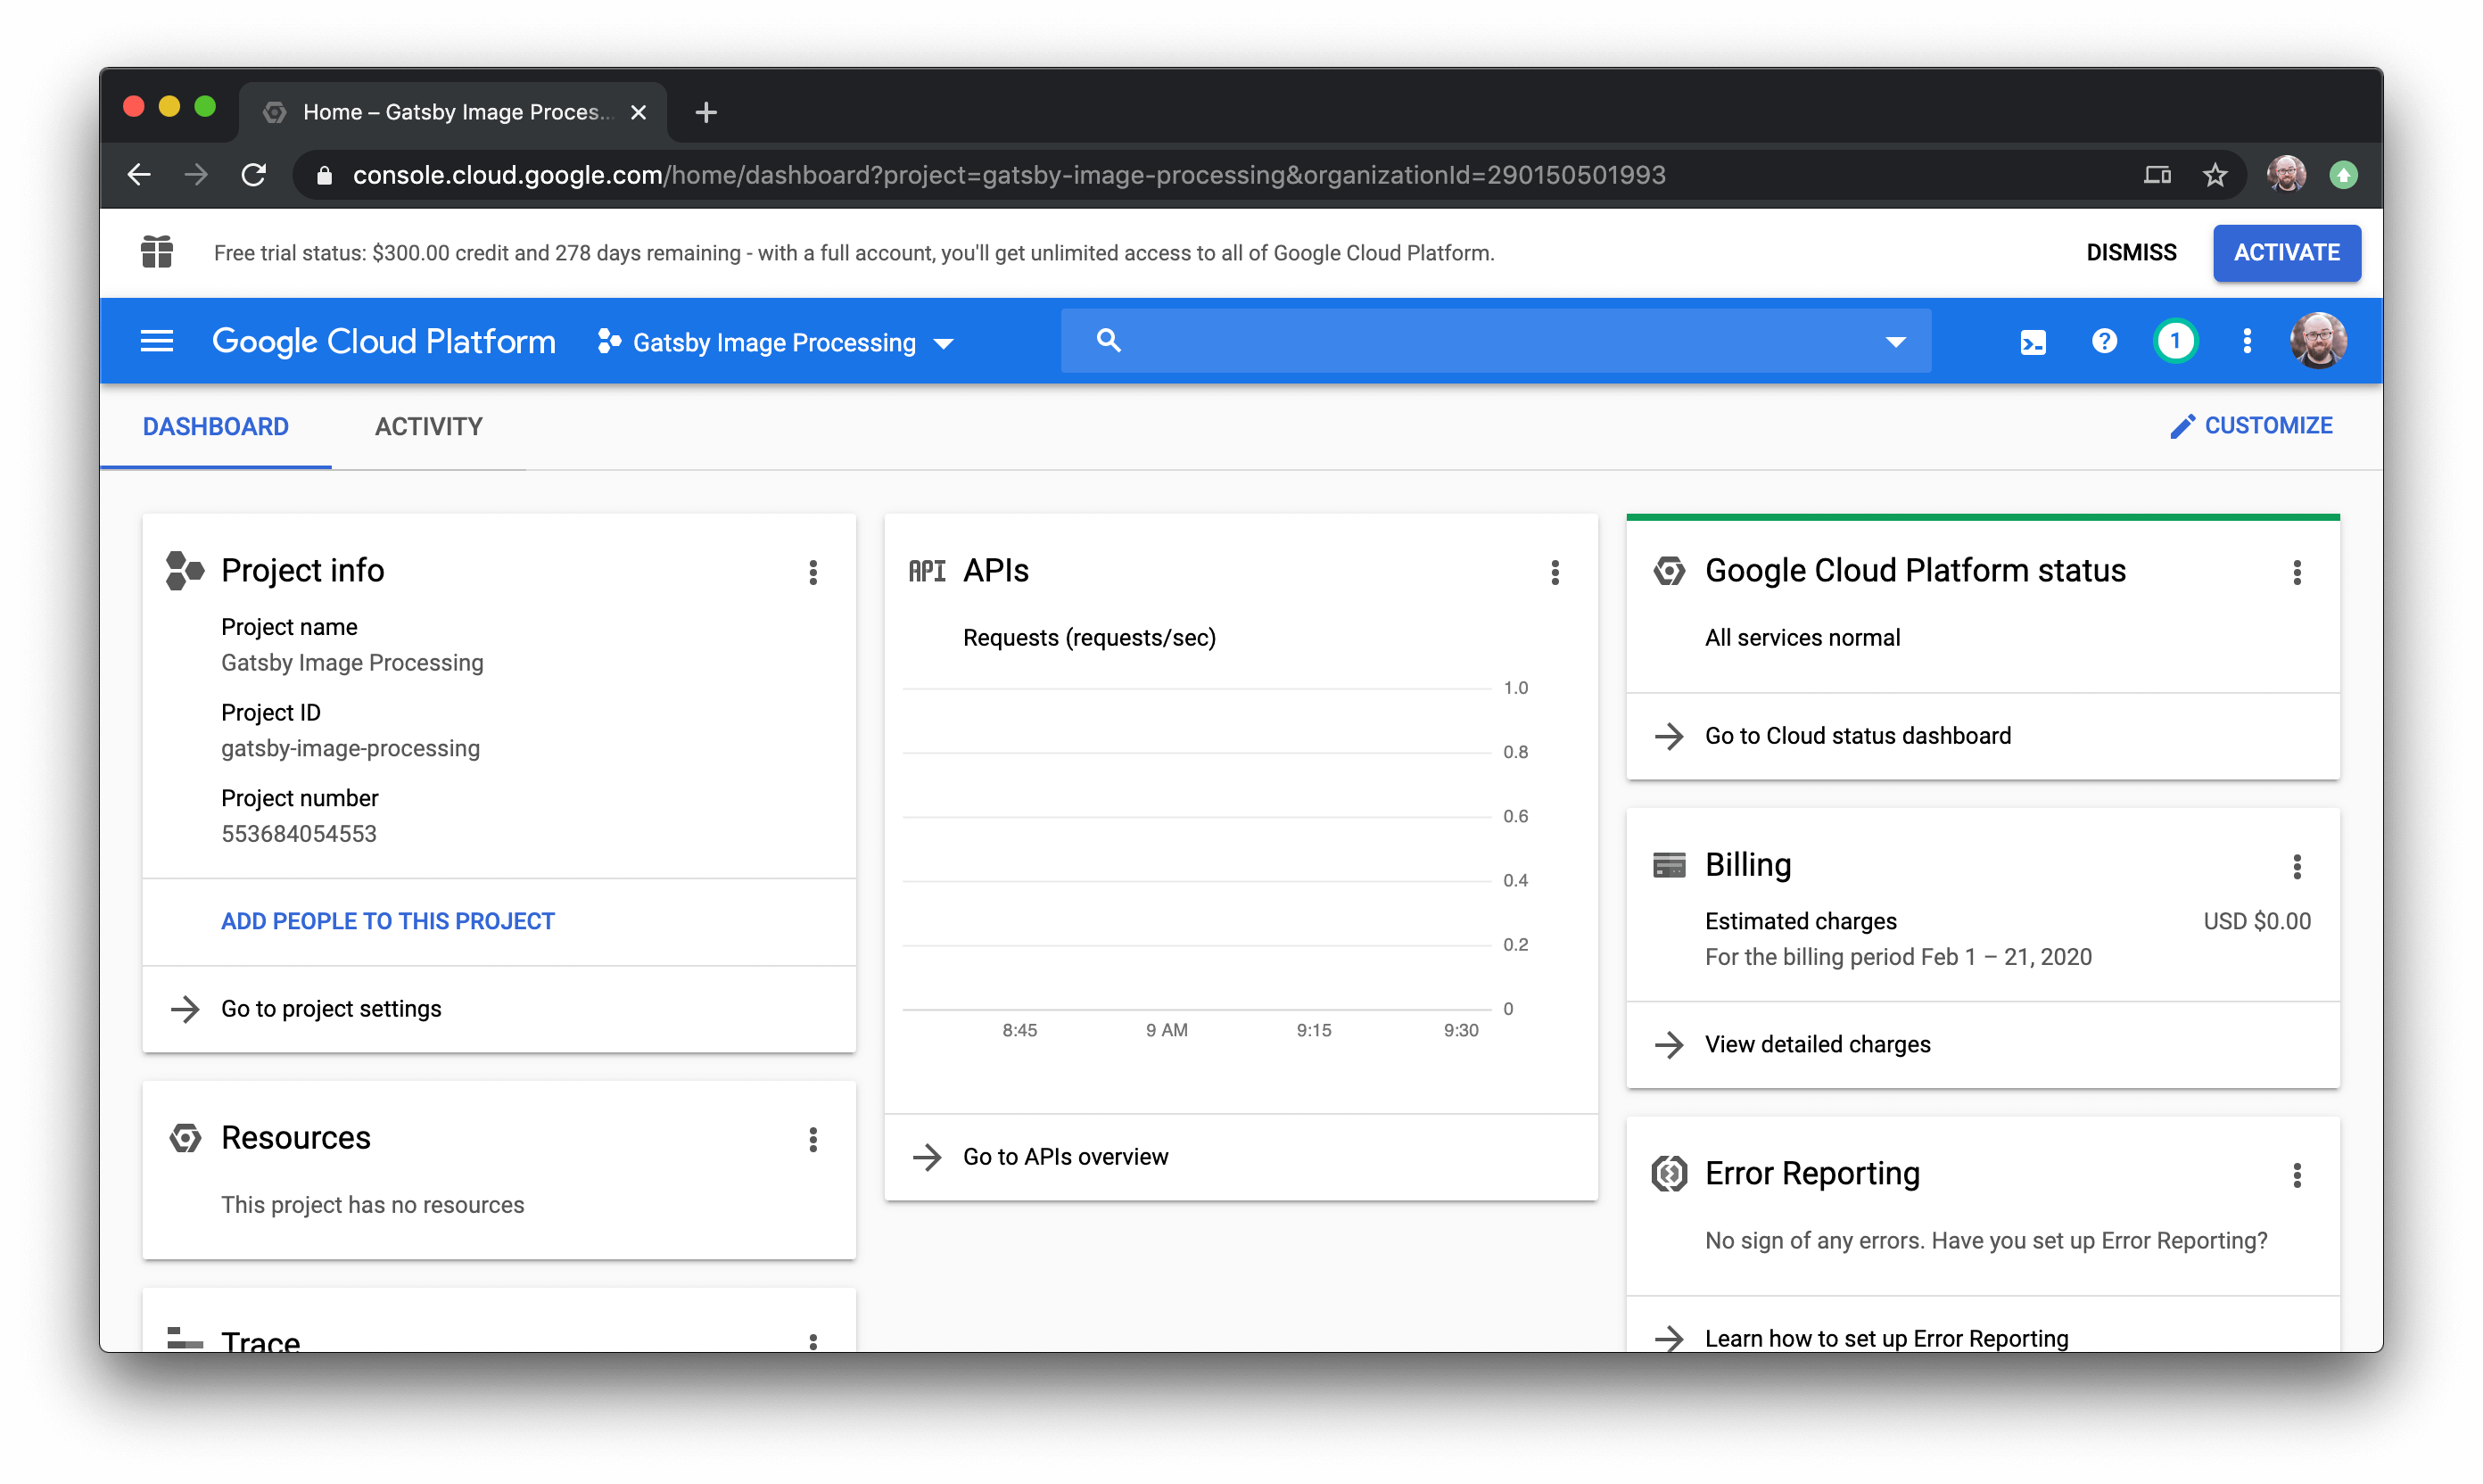 Home – Gatsby Image Proces...
console.cloud.google.com/home/dashboard?project=gatsby-image-processing&organizationId=290150501993
Free trial status: $300.00 credit and 278 days remaining - with a full account, you'll get unlimited access to all of Google Cloud Platform.
DISMISS
ACTIVATE
Google Cloud Platform
Gatsby Image Processing
1
DASHBOARD
ACTIVITY
CUSTOMIZE
Project info
Project name
Gatsby Image Processing
Project ID
gatsby-image-processing
Project number
553684054553
ADD PEOPLE TO THIS PROJECT
Go to project settings
Resources
This project has no resources
Trace
API APIs
Requests (requests/sec)
1.0
0.8
0.6
0.4
0.2
0
8:45 9 AM 9:15 9:30
Go to APIs overview
Google Cloud Platform status
All services normal
Go to Cloud status dashboard
Billing
Estimated charges USD $0.00
For the billing period Feb 1 – 21, 2020
View detailed charges
Error Reporting
No sign of any errors. Have you set up Error Reporting?
Learn how to set up Error Reporting